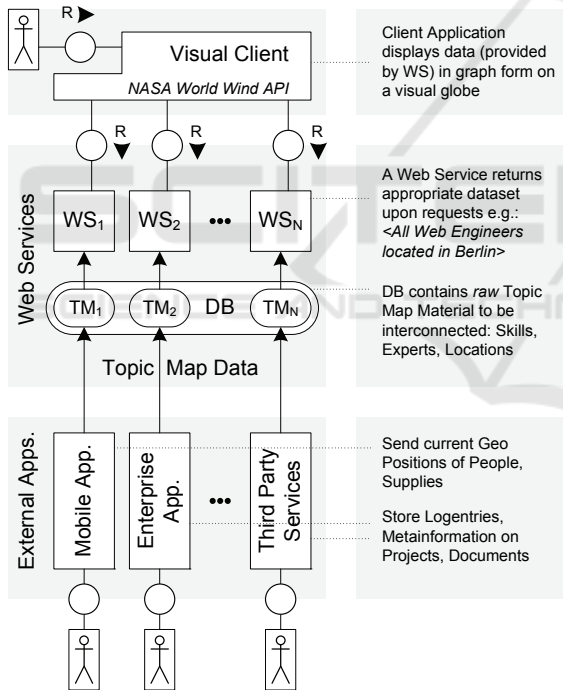 R
Visual Client
NASA World Wind API
Client Application
displays data (provided
by WS) in graph form on
a visual globe
R
R
R
Web Services
WS1
WS2
•••
WSN
A Web Service returns
appropriate dataset
upon requests e.g.:
<All Web Engineers
located in Berlin>
TM1
TM2
DB
TMN
DB contains raw Topic
Map Material to be
interconnected: Skills,
Experts, Locations
Topic Map Data
External Apps.
Mobile App.
Enterprise
App.
•••
Third Party
Services
Send current Geo
Positions of People,
Supplies
Store Logentries,
Metainformation on
Projects, Documents